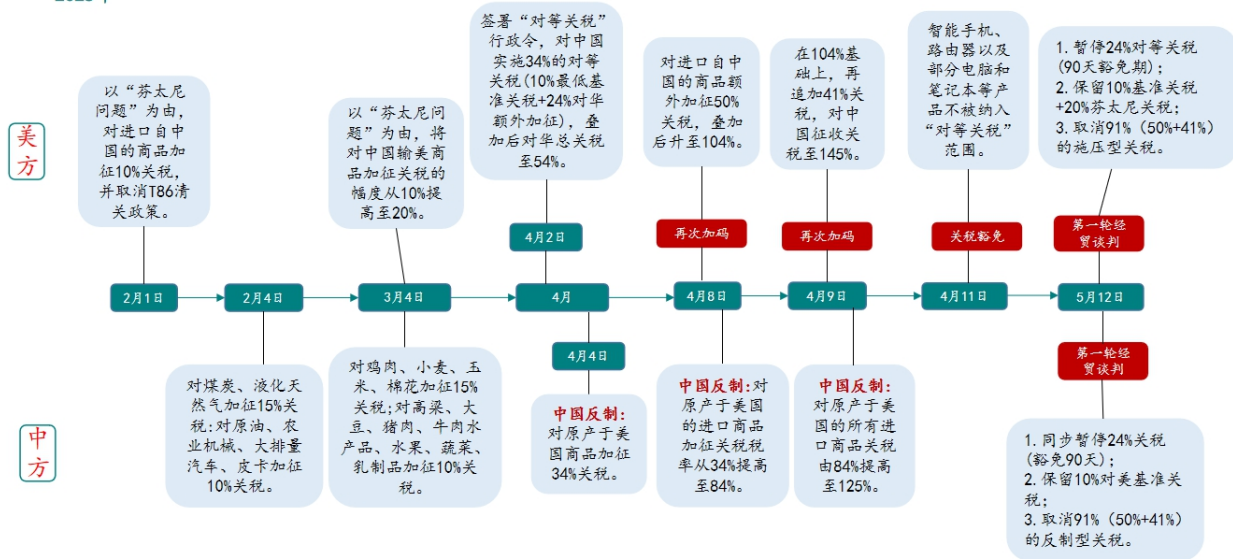 美方
以“芬太尼
问题”为由,
对进口自中
国的商品加
征10%关税,
并取消T86清
关政策。
以“芬太尼问
题”为由, 将
对中国输美商
品加征关税的
幅度从10%提
高至20%。
签署“对等关税”
行政令, 对中国
实施34%的对等
关税(10%最低基
准关税+24%对华
额外加征), 叠
加后对华总关税
至54%。
对进口自中
国的商品额
外加征50%
关税, 叠加
后升至104%。
在104%基
础上, 再
追加41%关
税, 对中
国征收关
税至145%。
智能手机、
路由器以及
部分电脑和
笔记本等产
品不被纳入
“对等关税”
范围。
1. 暂停24%对等关税
(90天豁免期);
2. 保留10%基准关税
+20%芬太尼关税;
3. 取消91% (50%+41%)
的施压型关税。
4月2日
再次加码
再次加码
关税豁免
第一轮经
贸谈判
2月1日
2月4日
3月4日
4月
4月8日
4月9日
4月11日
5月12日
4月4日
第一轮经
贸谈判
中方
对煤炭、液化天
然气加征15%关
税;对原油、农
业机械、大排量
汽车、皮卡加征
10%关税。
对鸡肉、小麦、玉
米、棉花加征15%
关税;对高粱、大
豆、猪肉、牛肉水
产品、水果、蔬菜、
乳制品加征10%关
税。
中国反制:
对原产于美
国商品加征
34%关税。
中国反制:对
原产于美国
的进口商品
加征关税税
率从34%提高
至84%。
中国反制:
对原产于美
国的所有进
口商品关税
由84%提高
至125%。
1. 同步暂停24%关税
(豁免90天);
2. 保留10%对美基准关
税;
3. 取消91% (50%+41%)
的反制型关税。